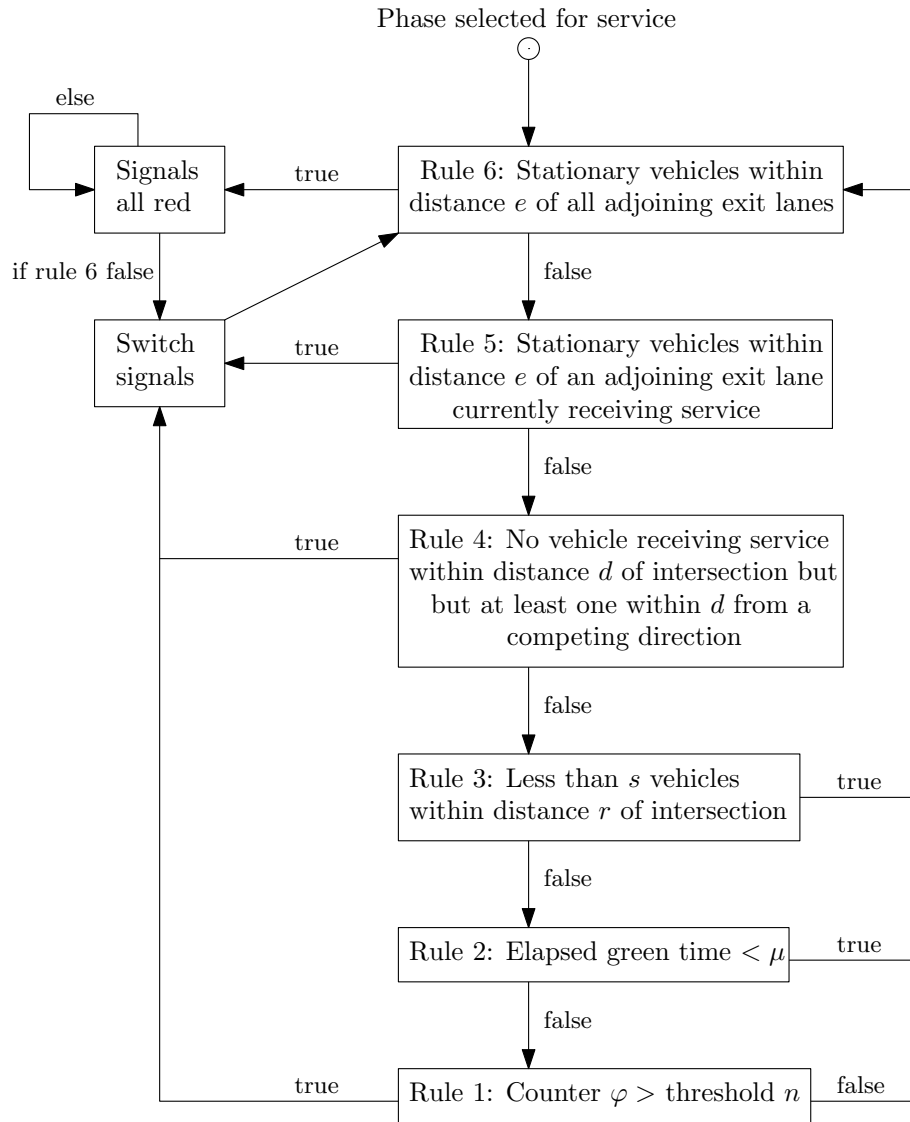 Phase selected for service
else
Signals
all red
true
Rule 6: Stationary vehicles within
distance e of all adjoining exit lanes
if rule 6 false
false
Switch
signals
true
Rule 5: Stationary vehicles within
distance e of an adjoining exit lane
currently receiving service
false
true
Rule 4: No vehicle receiving service
within distance d of intersection but
but at least one within d from a
competing direction
false
Rule 3: Less than s vehicles
within distance r of intersection
true
false
Rule 2: Elapsed green time < μ
true
false
true
Rule 1: Counter φ > threshold n
false